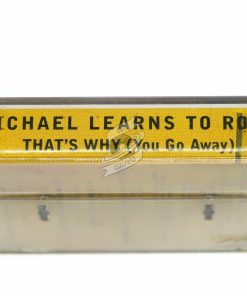 ICHAEL LEARNS TO RO
THAT'S WHY (You Go Away)